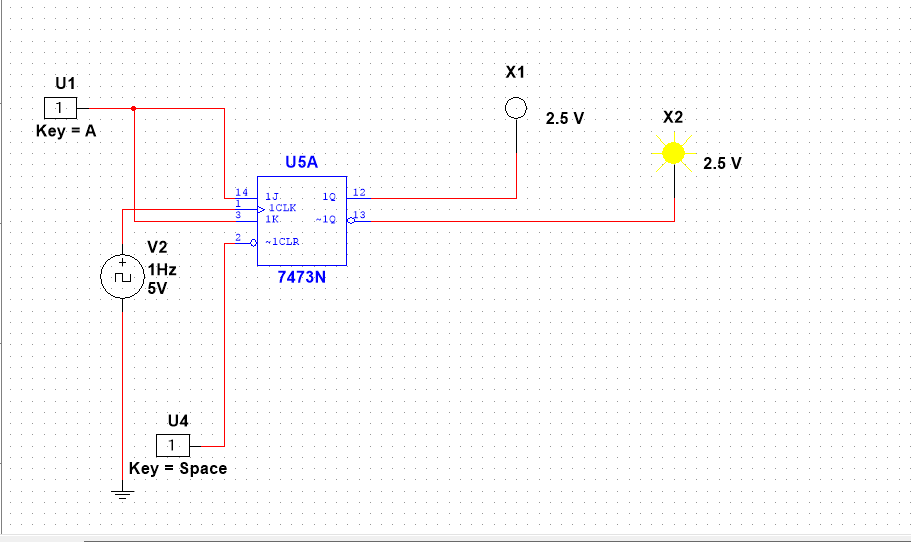 X1
U1
1
Key = A
2.5 V
X2
2.5 V
U5A
14
1J
1Q
12
1
1CLK
3
1K
~1Q
13
2
~1CLR
7473N
V2
+
1Hz
5V
U4
1
Key = Space